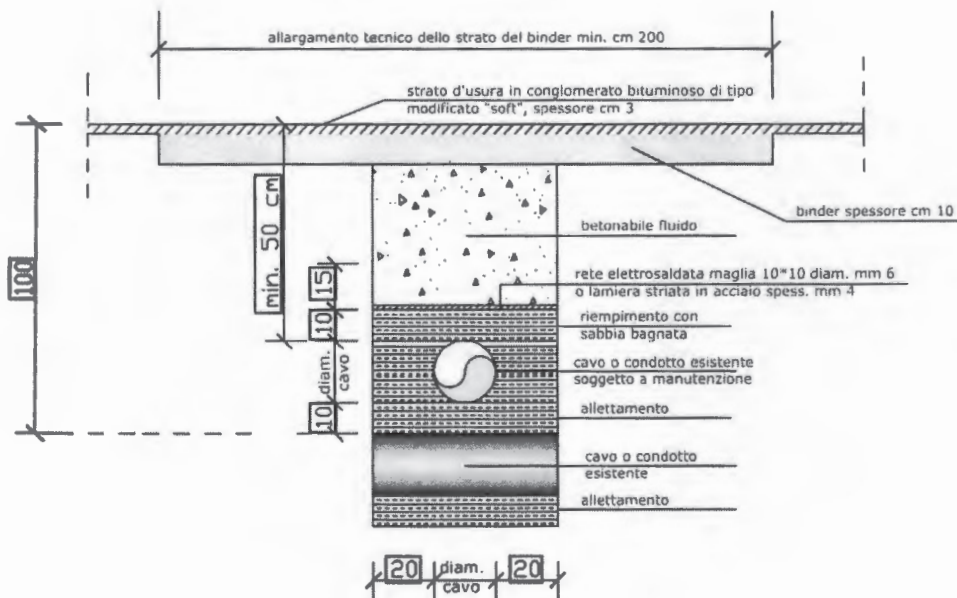 allargamento tecnico dello strato del binder min. cm 200
strato d'usura in conglomerato bituminoso di tipo
modificato "soft", spessore cm 3
binder spessore cm 10
betonabile fluido
rete elettrosaldata maglia 10*10 diam. mm 6
o lamiera striata in acciaio spess. mm 4
riempimento con
sabbia bagnata
cavo o condotto esistente
soggetto a manutenzione
allettamento
cavo o condotto
esistente
allettamento
100
min. 50 cm
15
10
diam.
cavo
10
20
diam.
cavo
20